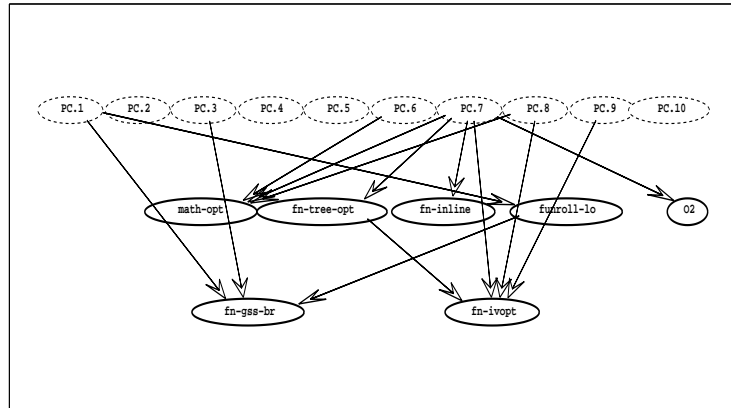 PC.1 PC.2 PC.3 PC.4 PC.5 PC.6 PC.7 PC.8 PC.9 PC.10
math-opt fn-tree-opt fn-inline funroll-lo O2
fn-gss-br fn-ivopt